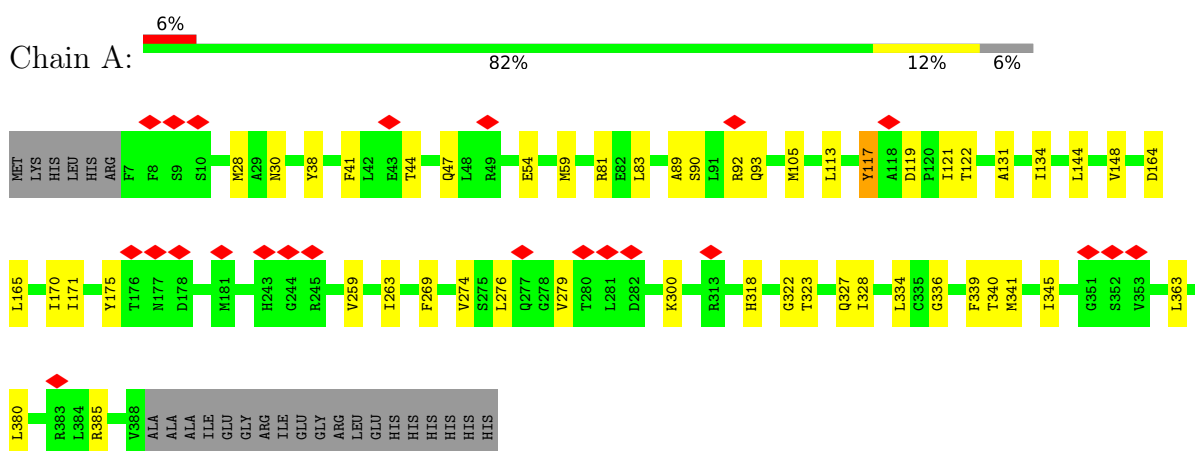 6%
Chain A:
82% 12% 6%
MET LYS HIS LEU HIS ARG F7 F8 S9 S10 M28 A29 N30 Y38 F41 L42 E43 T44 Q47 L48 R49 E54 M59 R81 E82 L83 A89 S90 L91 R92 Q93 M105 L113 Y117 A118 D119 P120 I121 T122 A131 I134 L144 V148 D164
L165 I170 I171 Y175 T176 N177 D178 M181 H243 G244 R245 V259 I263 F269 V274 S275 L276 Q277 G278 V279 T280 L281 D282 K300 R313 H318 G322 T323 Q327 I328 L334 C335 G336 F339 T340 M341 I345 G351 S352 V353 L363
L380 R383 L384 R385 V388 ALA ALA ALA ILE GLU GLY ARG ILE GLU GLY ARG LEU GLU HIS HIS HIS HIS HIS HIS